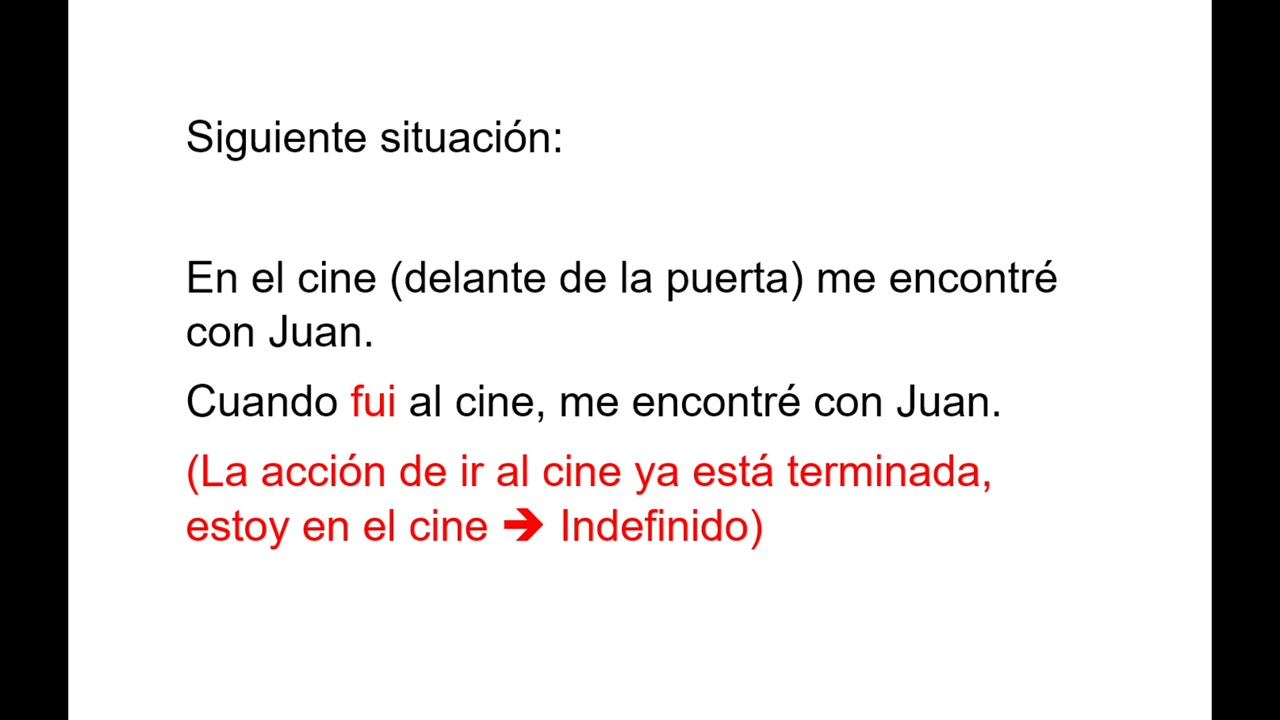 Siguiente situación:
En el cine (delante de la puerta) me encontré
con Juan.
Cuando fui al cine, me encontré con Juan.
(La acción de ir al cine ya está terminada,
estoy en el cine ➔ Indefinido)